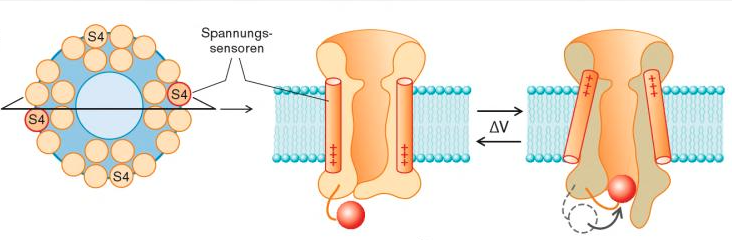 S4
Spannungs-
sensoren
S4
S4
S4
+++
ΔV
+++
+++
+++